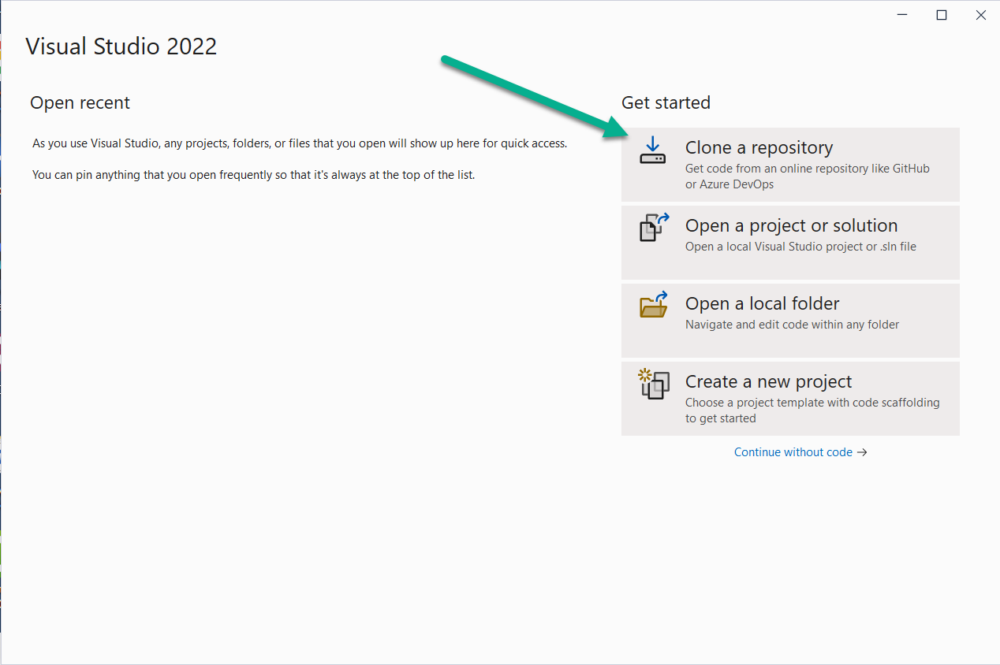 Visual Studio 2022
Open recent
As you use Visual Studio, any projects, folders, or files that you open will show up here for quick access.
You can pin anything that you open frequently so that it's always at the top of the list.
Get started
Clone a repository
Get code from an online repository like GitHub
or Azure DevOps
Open a project or solution
Open a local Visual Studio project or .sln file
Open a local folder
Navigate and edit code within any folder
Create a new project
Choose a project template with code scaffolding
to get started
Continue without code →